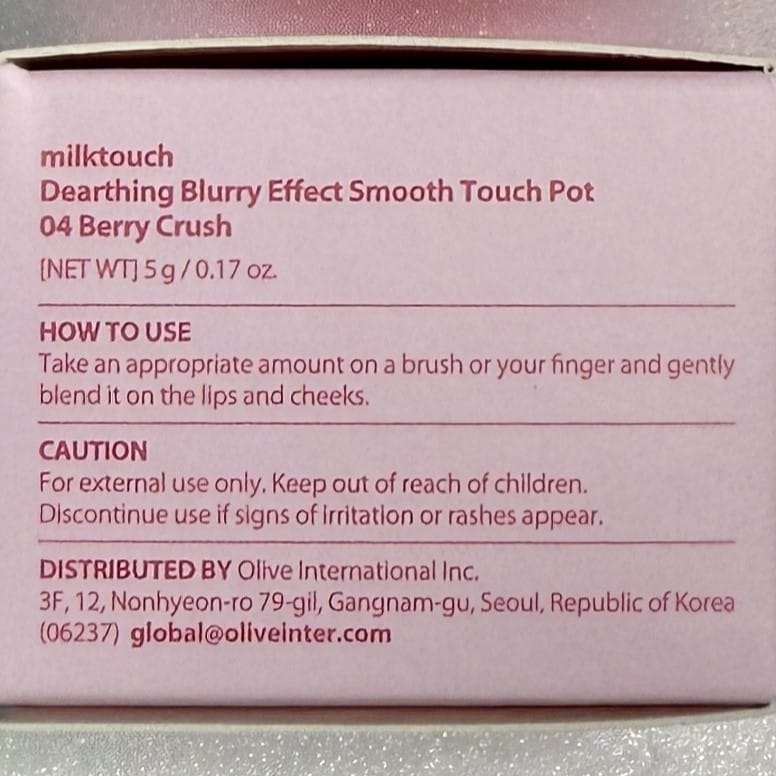 milktouch
Dearthing Blurry Effect Smooth Touch Pot
04 Berry Crush
[NET WT] 5 g / 0.17 oz.
HOW TO USE
Take an appropriate amount on a brush or your finger and gently
blend it on the lips and cheeks.
CAUTION
For external use only. Keep out of reach of children.
Discontinue use if signs of irritation or rashes appear.
DISTRIBUTED BY Olive International Inc.
3F, 12, Nonhyeon-ro 79-gil, Gangnam-gu, Seoul, Republic of Korea
(06237) global@oliveinter.com